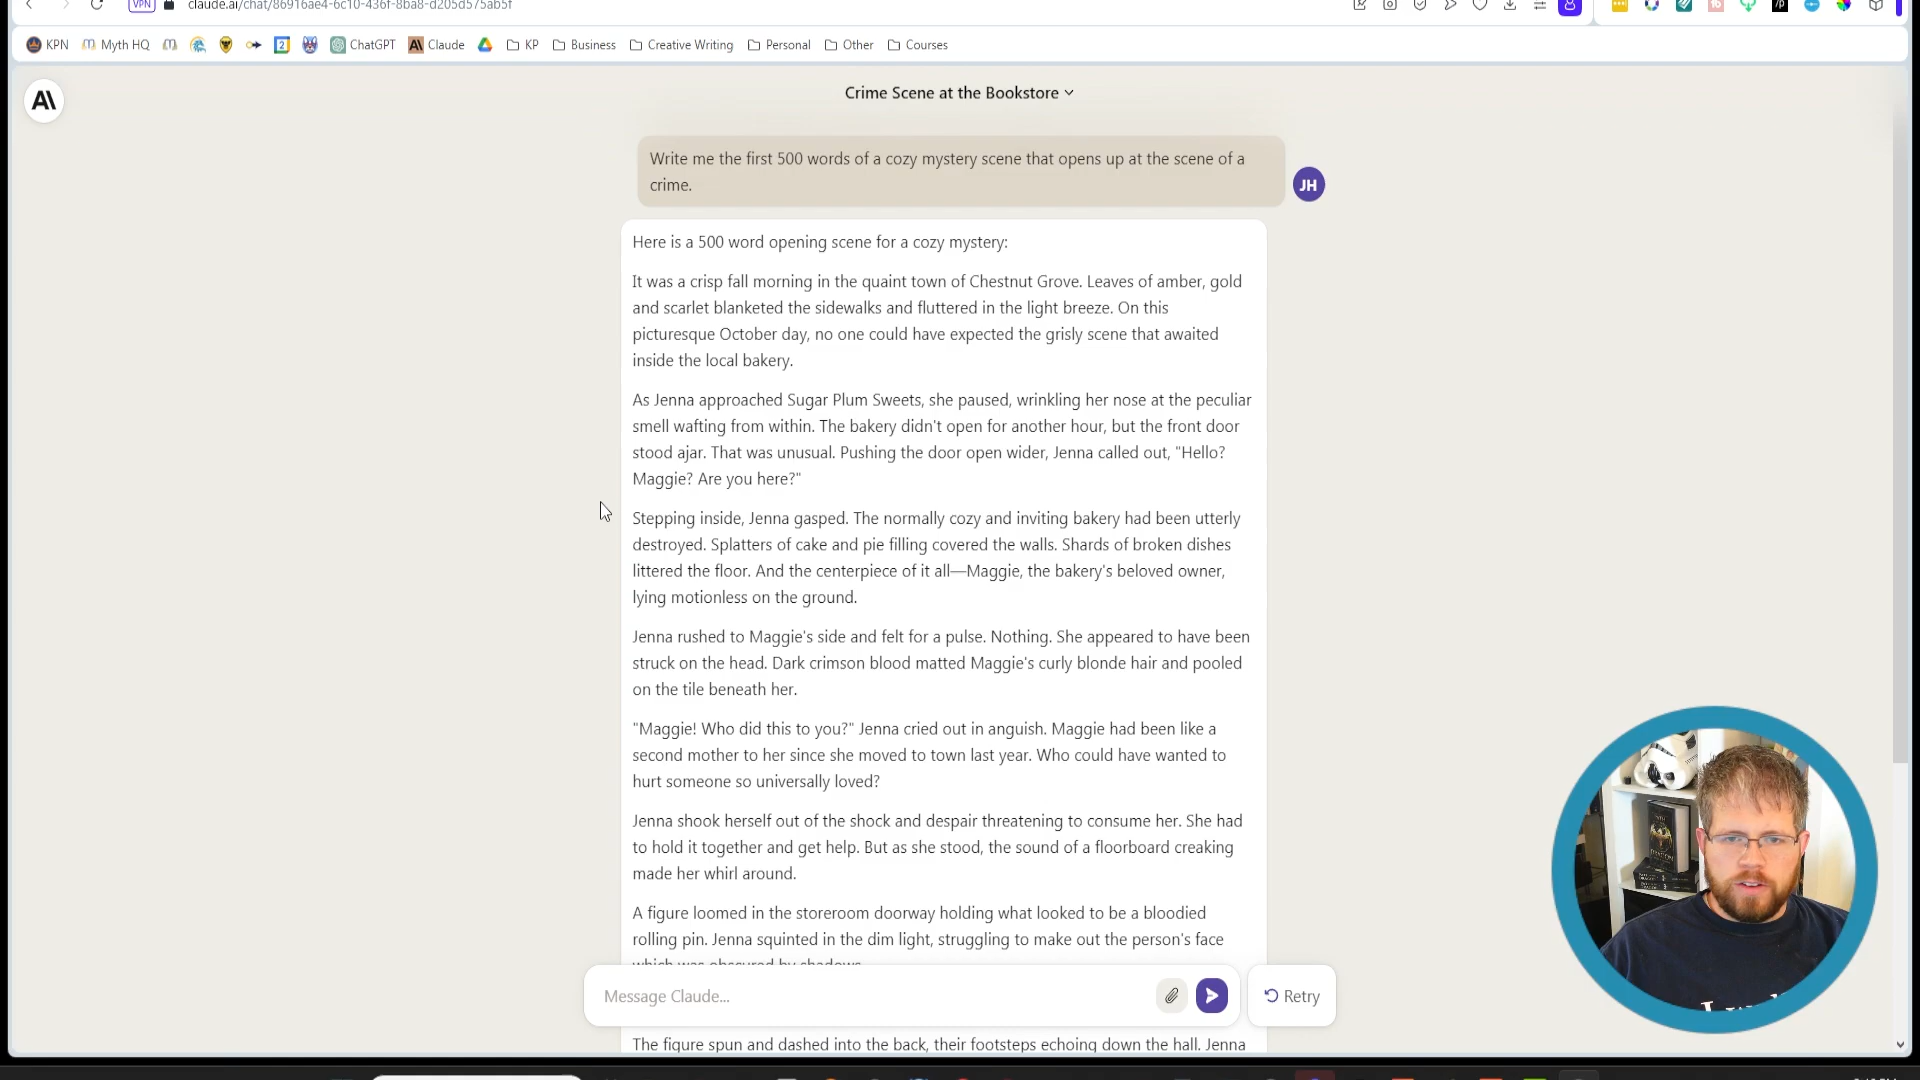 VPN claude.ai/chat/86916ae4-6c10-436f-8ba8-d205d575ab5f
KPN Myth HQ 2 ChatGPT Claude KP Business Creative Writing Personal Other Courses
Crime Scene at the Bookstore
Write me the first 500 words of a cozy mystery scene that opens up at the scene of a
crime.
JH
Here is a 500 word opening scene for a cozy mystery:
It was a crisp fall morning in the quaint town of Chestnut Grove. Leaves of amber, gold
and scarlet blanketed the sidewalks and fluttered in the light breeze. On this
picturesque October day, no one could have expected the grisly scene that awaited
inside the local bakery.
As Jenna approached Sugar Plum Sweets, she paused, wrinkling her nose at the peculiar
smell wafting from within. The bakery didn't open for another hour, but the front door
stood ajar. That was unusual. Pushing the door open wider, Jenna called out, "Hello?
Maggie? Are you here?"
Stepping inside, Jenna gasped. The normally cozy and inviting bakery had been utterly
destroyed. Splatters of cake and pie filling covered the walls. Shards of broken dishes
littered the floor. And the centerpiece of it all—Maggie, the bakery's beloved owner,
lying motionless on the ground.
Jenna rushed to Maggie's side and felt for a pulse. Nothing. She appeared to have been
struck on the head. Dark crimson blood matted Maggie's curly blonde hair and pooled
on the tile beneath her.
"Maggie! Who did this to you?" Jenna cried out in anguish. Maggie had been like a
second mother to her since she moved to town last year. Who could have wanted to
hurt someone so universally loved?
Jenna shook herself out of the shock and despair threatening to consume her. She had
to hold it together and get help. But as she stood, the sound of a floorboard creaking
made her whirl around.
A figure loomed in the storeroom doorway holding what looked to be a bloodied
rolling pin. Jenna squinted in the dim light, struggling to make out the person's face
which was obscured by shadows.
Message Claude...
Retry
The figure spun and dashed into the back, their footsteps echoing down the hall. Jenna